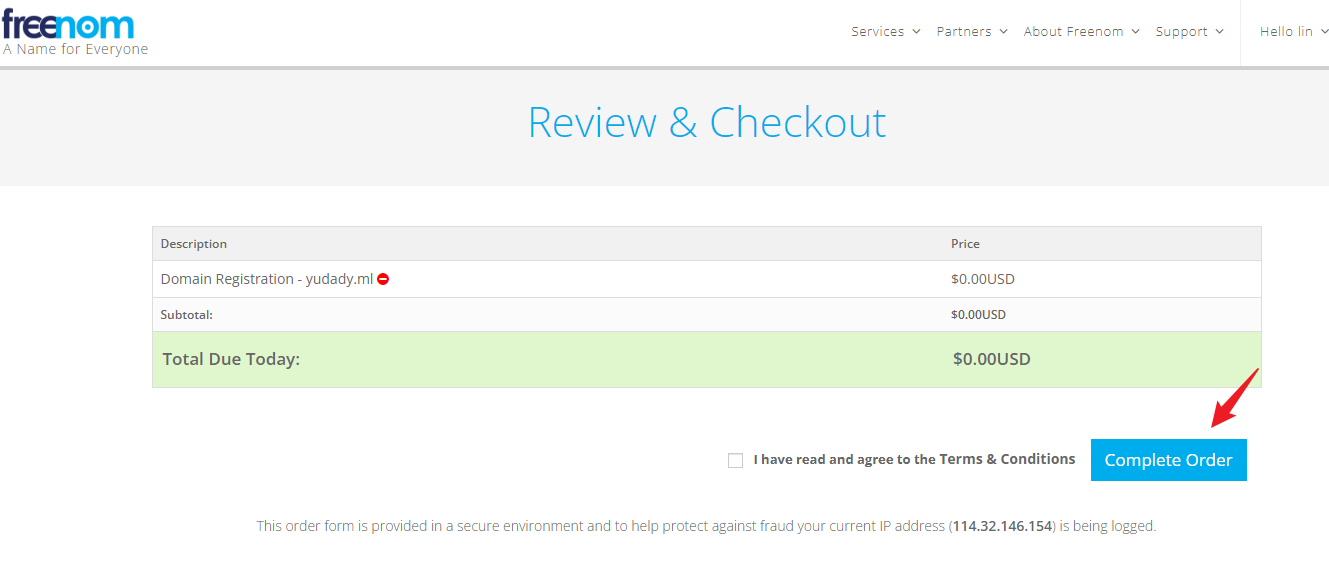 freenom
A Name for Everyone
Services Partners About Freenom Support Hello lin
Review & Checkout
Description Price
Domain Registration - yudady.ml $0.00USD
Subtotal: $0.00USD
Total Due Today: $0.00USD
I have read and agree to the Terms & Conditions Complete Order
This order form is provided in a secure environment and to help protect against fraud your current IP address (114.32.146.154) is being logged.